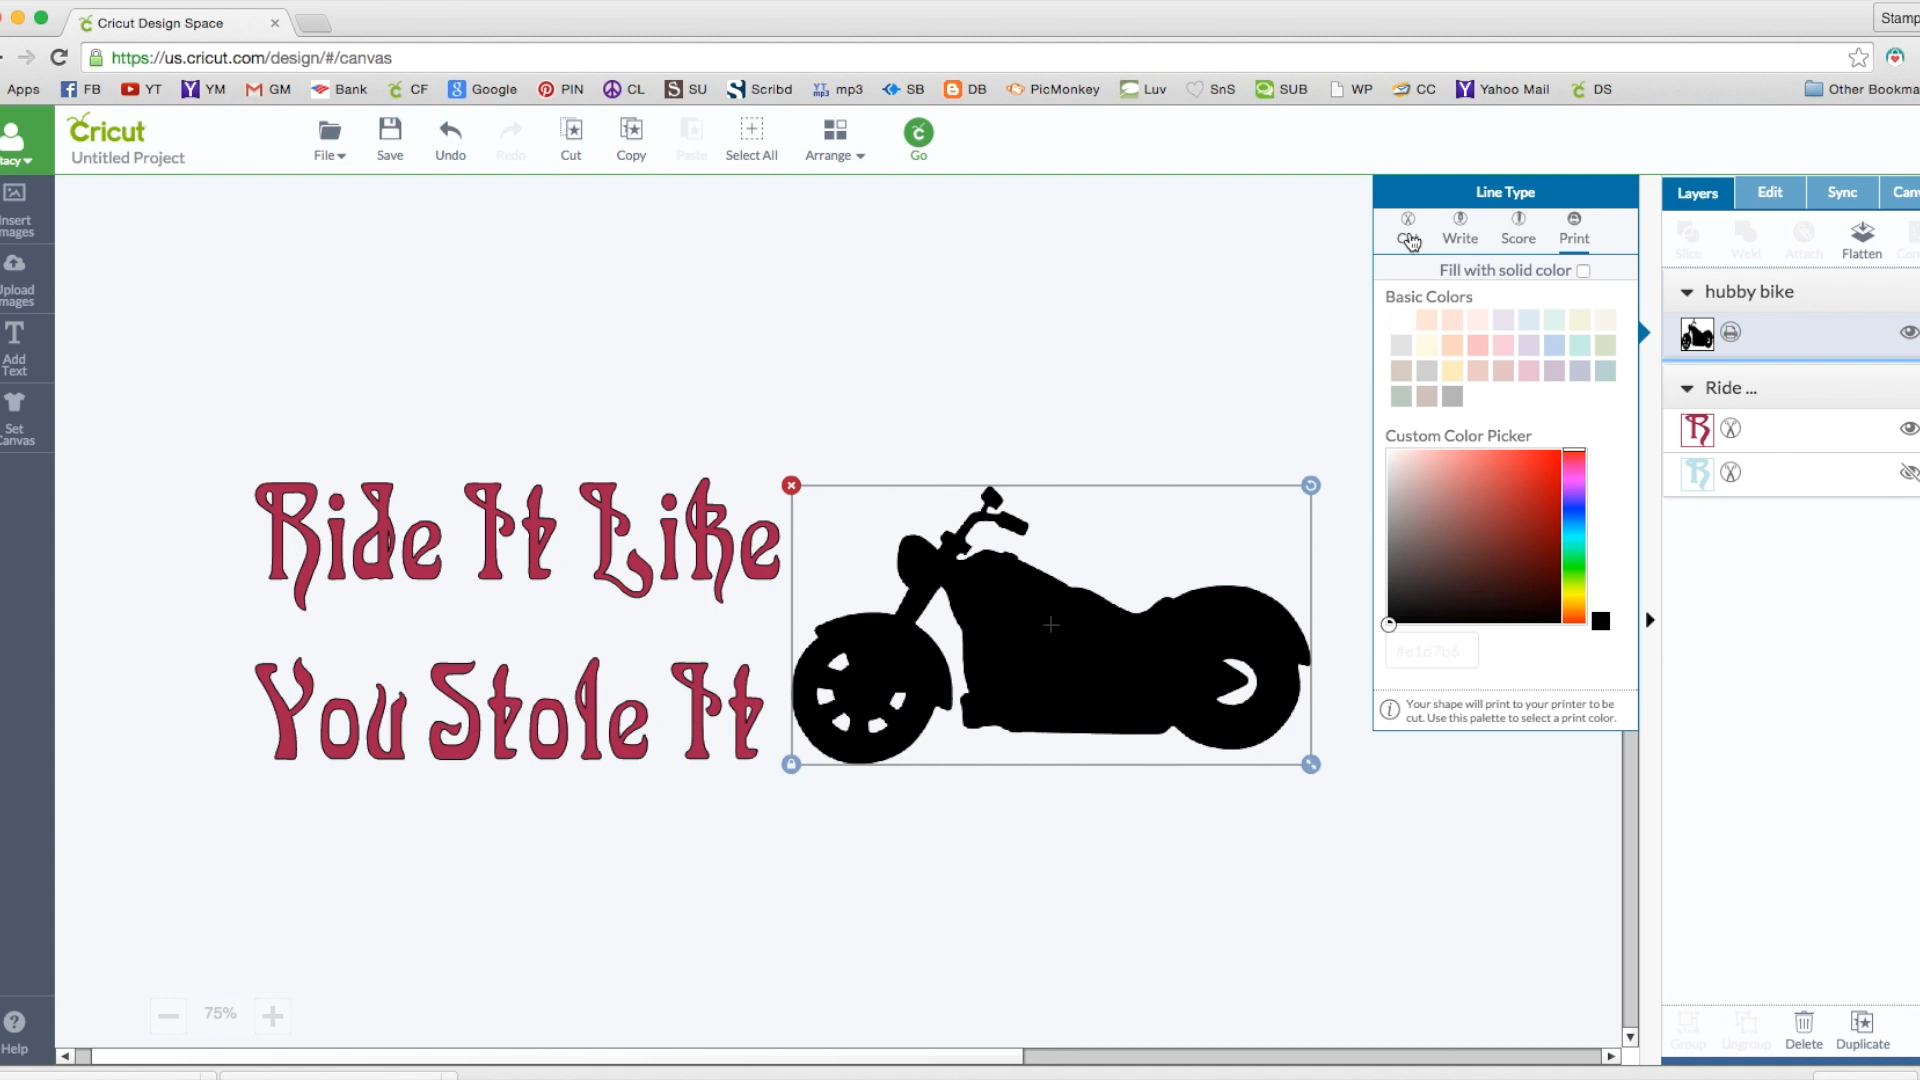 Cricut Design Space
Stamp
https://us.cricut.com/design/#/canvas
Apps FB YT YM GM Bank CF Google PIN CL SU Scribd mp3 SB DB PicMonkey Luv SnS SUB WP CC Yahoo Mail DS Other Bookma
Cricut
Untitled Project
tacy
File Save Undo Redo Cut Copy Paste Select All Arrange Go
Insert
Images
Upload
Images
Add
Text
Set
Canvas
Help
Ride It Like
You Stole It
75%
Line Type
Write Score Print
Fill with solid color
Basic Colors
Custom Color Picker
#e1d7b6
Your shape will print to your printer to be
cut. Use this palette to select a print color.
Layers Edit Sync Can
Slice Weld Attach Flatten Con
hubby bike
Ride ...
Group Ungroup Delete Duplicate